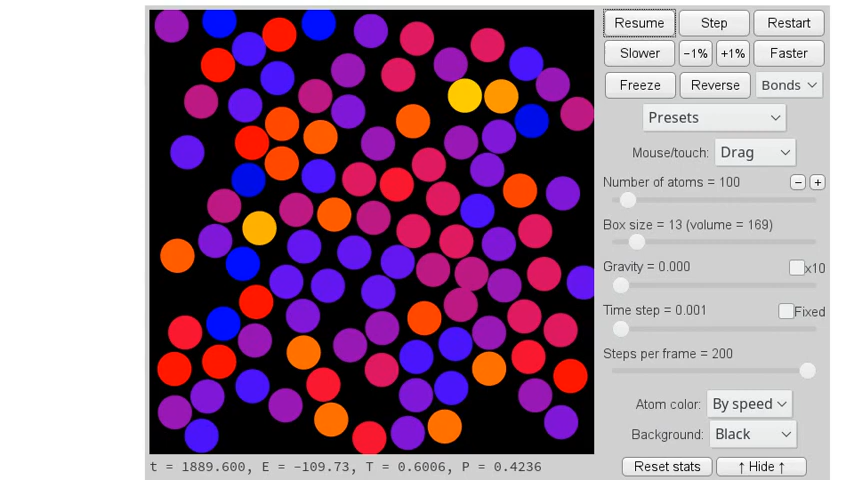 Resume Step Restart
Slower −1% +1% Faster
Freeze Reverse Bonds
Presets
Mouse/touch: Drag
Number of atoms = 100 − +
Box size = 13 (volume = 169)
Gravity = 0.000 x10
Time step = 0.001 Fixed
Steps per frame = 200
Atom color: By speed
Background: Black
t = 1889.600, E = −109.73, T = 0.6006, P = 0.4236 Reset stats ↑ Hide ↑